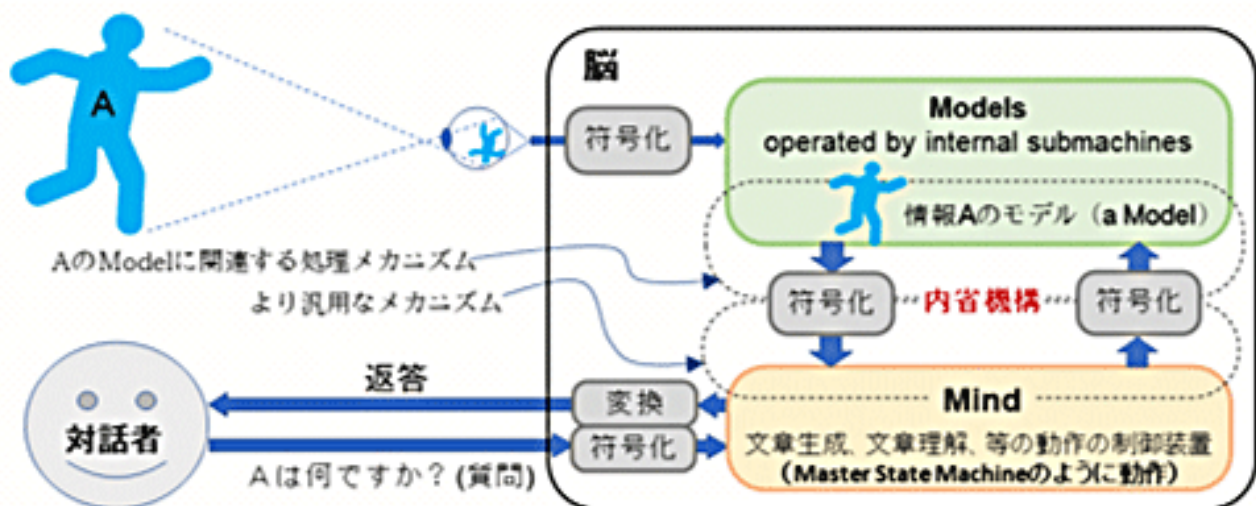 脳
A
符号化
Models
operated by internal submachines
情報Aのモデル（a Model）
AのModelに関連する処理メカニズム
より汎用なメカニズム
符号化
内省機構
符号化
返答
変換
Mind
対話者
符号化
文章生成、文章理解、等の動作の制御装置
（Master State Machineのように動作）
Aは何ですか？(質問)